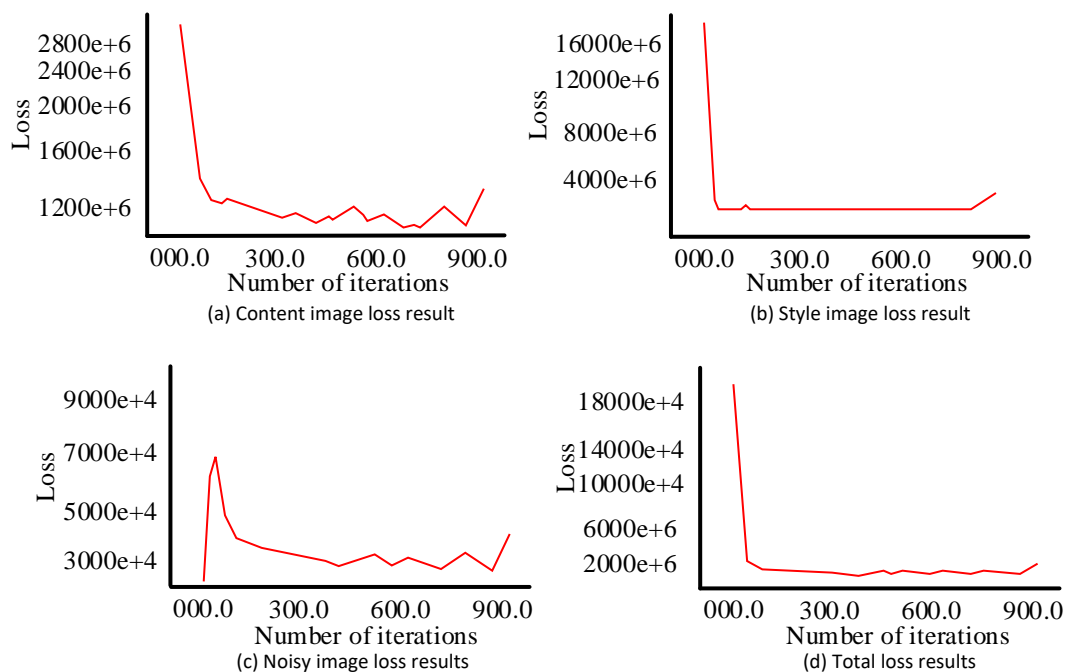 2800e+6
2400e+6
2000e+6
1600e+6
1200e+6
Loss
000.0 300.0 600.0 900.0
Number of iterations
(a) Content image loss result
16000e+6
12000e+6
8000e+6
4000e+6
Loss
000.0 300.0 600.0 900.0
Number of iterations
(b) Style image loss result
9000e+4
7000e+4
5000e+4
3000e+4
Loss
000.0 300.0 600.0 900.0
Number of iterations
(c) Noisy image loss results
18000e+4
14000e+4
10000e+4
6000e+6
2000e+6
Loss
000.0 300.0 600.0 900.0
Number of iterations
(d) Total loss results